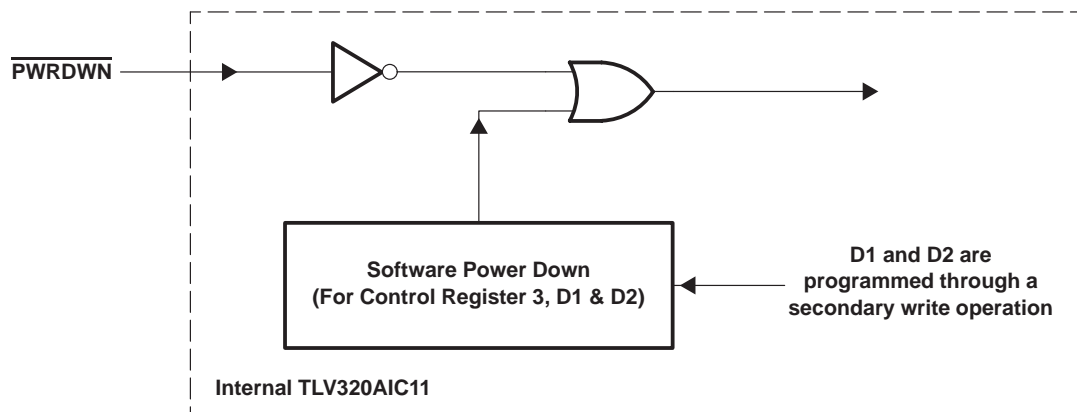 PWRDWN
Software Power Down
(For Control Register 3, D1 & D2)
D1 and D2 are
programmed through a
secondary write operation
Internal TLV320AIC11